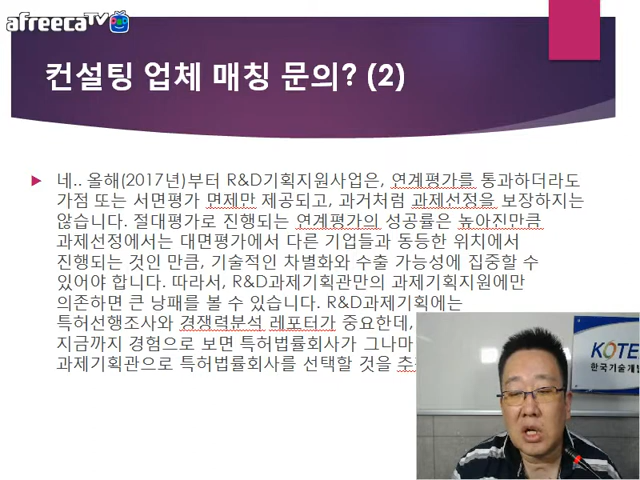 afreecaTV
컨설팅 업체 매칭 문의? (2)
네.. 올해(2017년)부터 R&D기획지원사업은, 연계평가를 통과하더라도
가점 또는 서면평가 면제만 제공되고, 과거처럼 과제선정을 보장하지는
않습니다. 절대평가로 진행되는 연계평가의 성공률은 높아진만큼
과제선정에서는 대면평가에서 다른 기업들과 동등한 위치에서
진행되는 것인 만큼, 기술적인 차별화와 수출 가능성에 집중할 수
있어야 합니다. 따라서, R&D과제기획관만의 과제기획지원에만
의존하면 큰 낭패를 볼 수 있습니다. R&D과제기획에는
특허선행조사와 경쟁력분석 레포터가 중요한데,
지금까지 경험으로 보면 특허법률회사가 그나마
과제기획관으로 특허법률회사를 선택할 것을
KOTE
한국기술개발